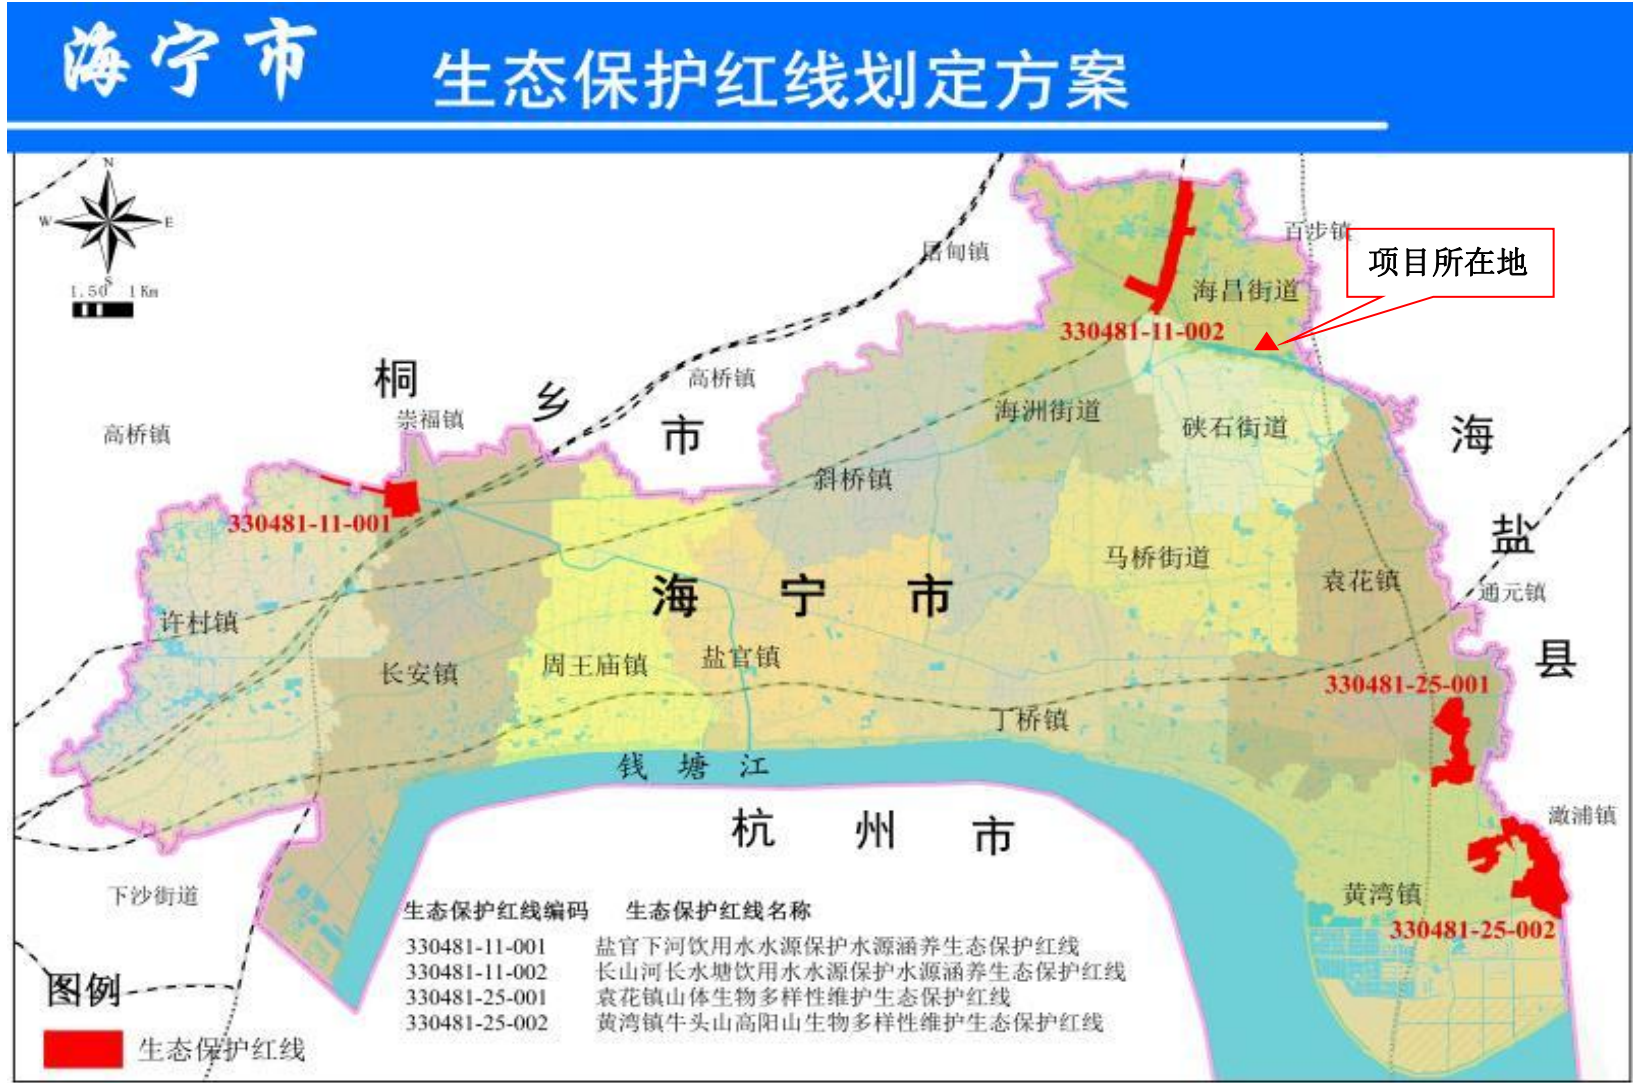 海宁市
生态保护红线划定方案
N
W E
S
1.50 1Km
屠甸镇
百步镇
项目所在地
海昌街道
330481-11-002
桐乡市
高桥镇
崇福镇
高桥镇
海洲街道
硖石街道
海盐县
斜桥镇
330481-11-001
马桥街道
袁花镇
通元镇
海宁市
许村镇
长安镇
周王庙镇
盐官镇
330481-25-001
丁桥镇
钱塘江
杭州市
澉浦镇
下沙街道
黄湾镇
330481-25-002
生态保护红线编码 生态保护红线名称
330481-11-001 盐官下河饮用水水源保护水源涵养生态保护红线
330481-11-002 长山河长水塘饮用水水源保护水源涵养生态保护红线
330481-25-001 袁花镇山体生物多样性维护生态保护红线
330481-25-002 黄湾镇牛头山高阳山生物多样性维护生态保护红线
图例
生态保护红线